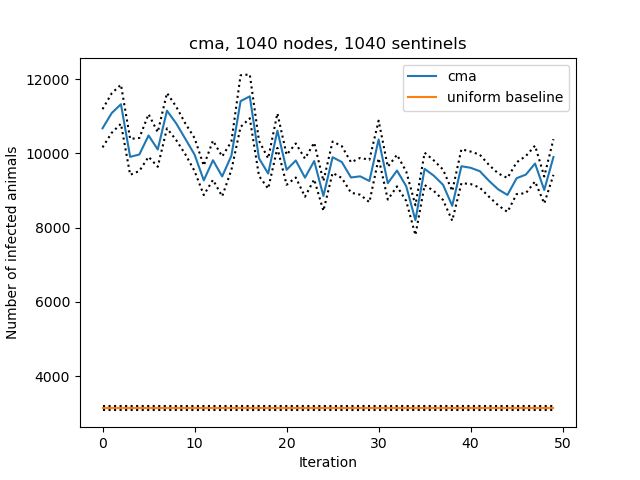 cma, 1040 nodes, 1040 sentinels
12000
10000
8000
6000
4000
Number of infected animals
cma
uniform baseline
0
10
20
30
40
50
Iteration